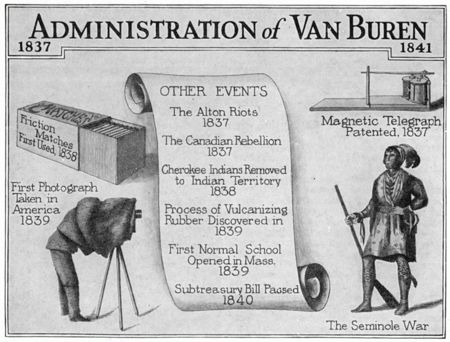 ADMINISTRATION of VAN BUREN
1837
1841
MATCHES
Friction
Matches
First Used, 1838
First Photograph
Taken in
America
1839
OTHER EVENTS
The Alton Riots
1837
The Canadian Rebellion
1837
Cherokee Indians Removed
to Indian Territory
1838
Process of Vulcanizing
Rubber Discovered in
1839
First Normal School
Opened in Mass.
1839
Subtreasury Bill Passed
1840
Magnetic Telegraph
Patented, 1837
The Seminole War